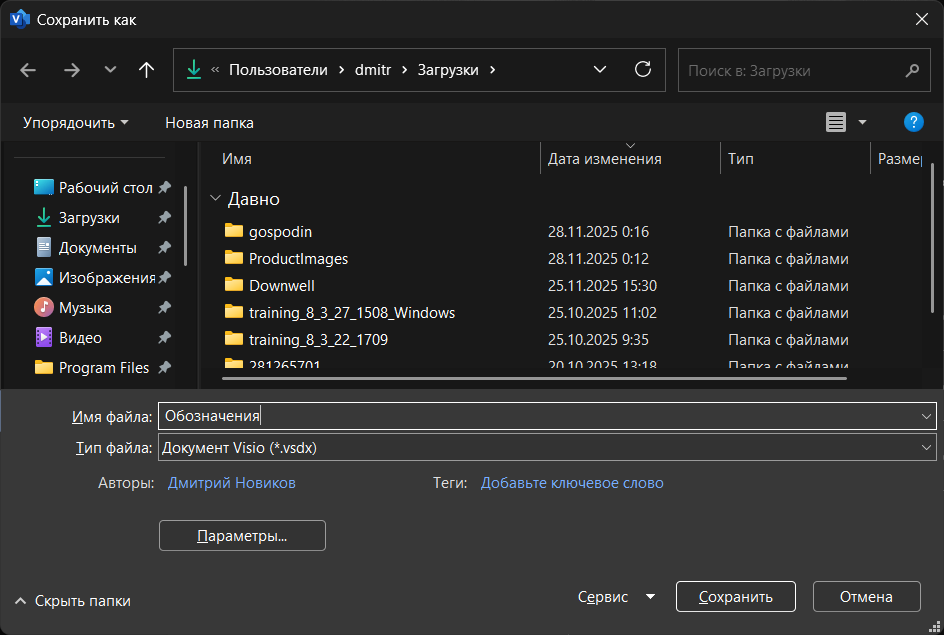 Сохранить как
« Пользователи › dmitr › Загрузки ›
Поиск в: Загрузки
Упорядочить
Новая папка
?
Имя Дата изменения Тип Разме
Рабочий стол
Загрузки
Документы
Изображения
Музыка
Видео
Program Files
Давно
gospodin 28.11.2025 0:16 Папка с файлами
ProductImages 28.11.2025 0:12 Папка с файлами
Downwell 25.11.2025 15:30 Папка с файлами
training_8_3_27_1508_Windows 25.10.2025 11:02 Папка с файлами
training_8_3_22_1709 25.10.2025 9:35 Папка с файлами
281265701 20.10.2025 13:18 Папка с файлами
Имя файла: Обозначения
Тип файла: Документ Visio (*.vsdx)
Авторы: Дмитрий Новиков Теги: Добавьте ключевое слово
Параметры...
Скрыть папки
Сервис
Сохранить
Отмена